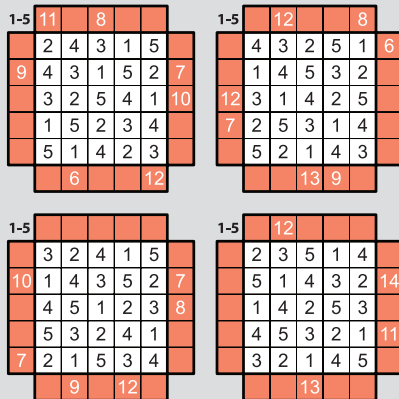 1-5 11 8
2 4 3 1 5
9 4 3 1 5 2 7
3 2 5 4 1 10
1 5 2 3 4
5 1 4 2 3
6 12
1-5 12 8
4 3 2 5 1 6
1 4 5 3 2
12 3 1 4 2 5
7 2 5 3 1 4
5 2 1 4 3
13 9
1-5
3 2 4 1 5
10 1 4 3 5 2 7
4 5 1 2 3 8
5 3 2 4 1
7 2 1 5 3 4
9 12
1-5 12
2 3 5 1 4
5 1 4 3 2 14
1 4 2 5 3
4 5 3 2 1 11
3 2 1 4 5
13